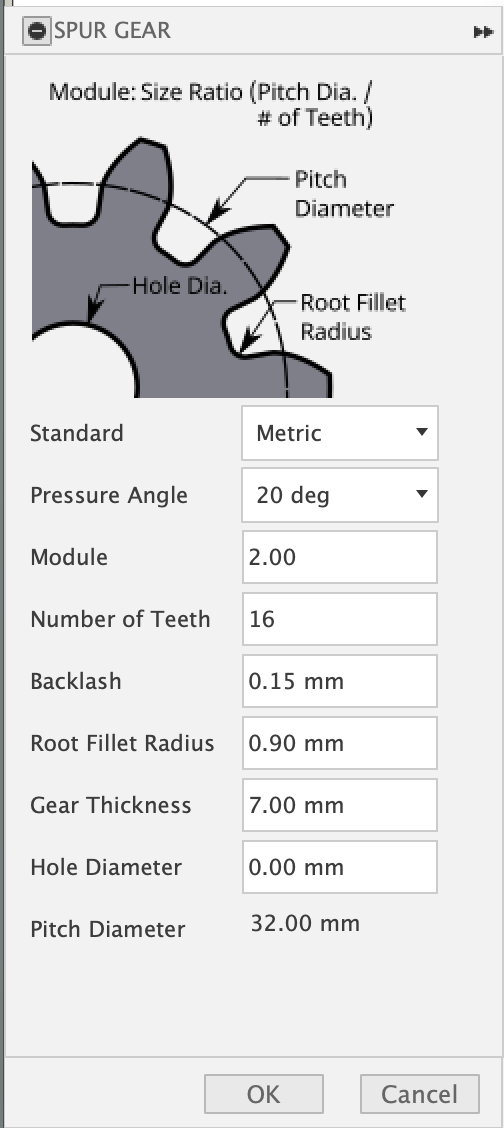 SPUR GEAR
Module: Size Ratio (Pitch Dia. /
# of Teeth)
Pitch
Diameter
Hole Dia.
Root Fillet
Radius
Standard Metric
Pressure Angle 20 deg
Module 2.00
Number of Teeth 16
Backlash 0.15 mm
Root Fillet Radius 0.90 mm
Gear Thickness 7.00 mm
Hole Diameter 0.00 mm
Pitch Diameter 32.00 mm
OK Cancel